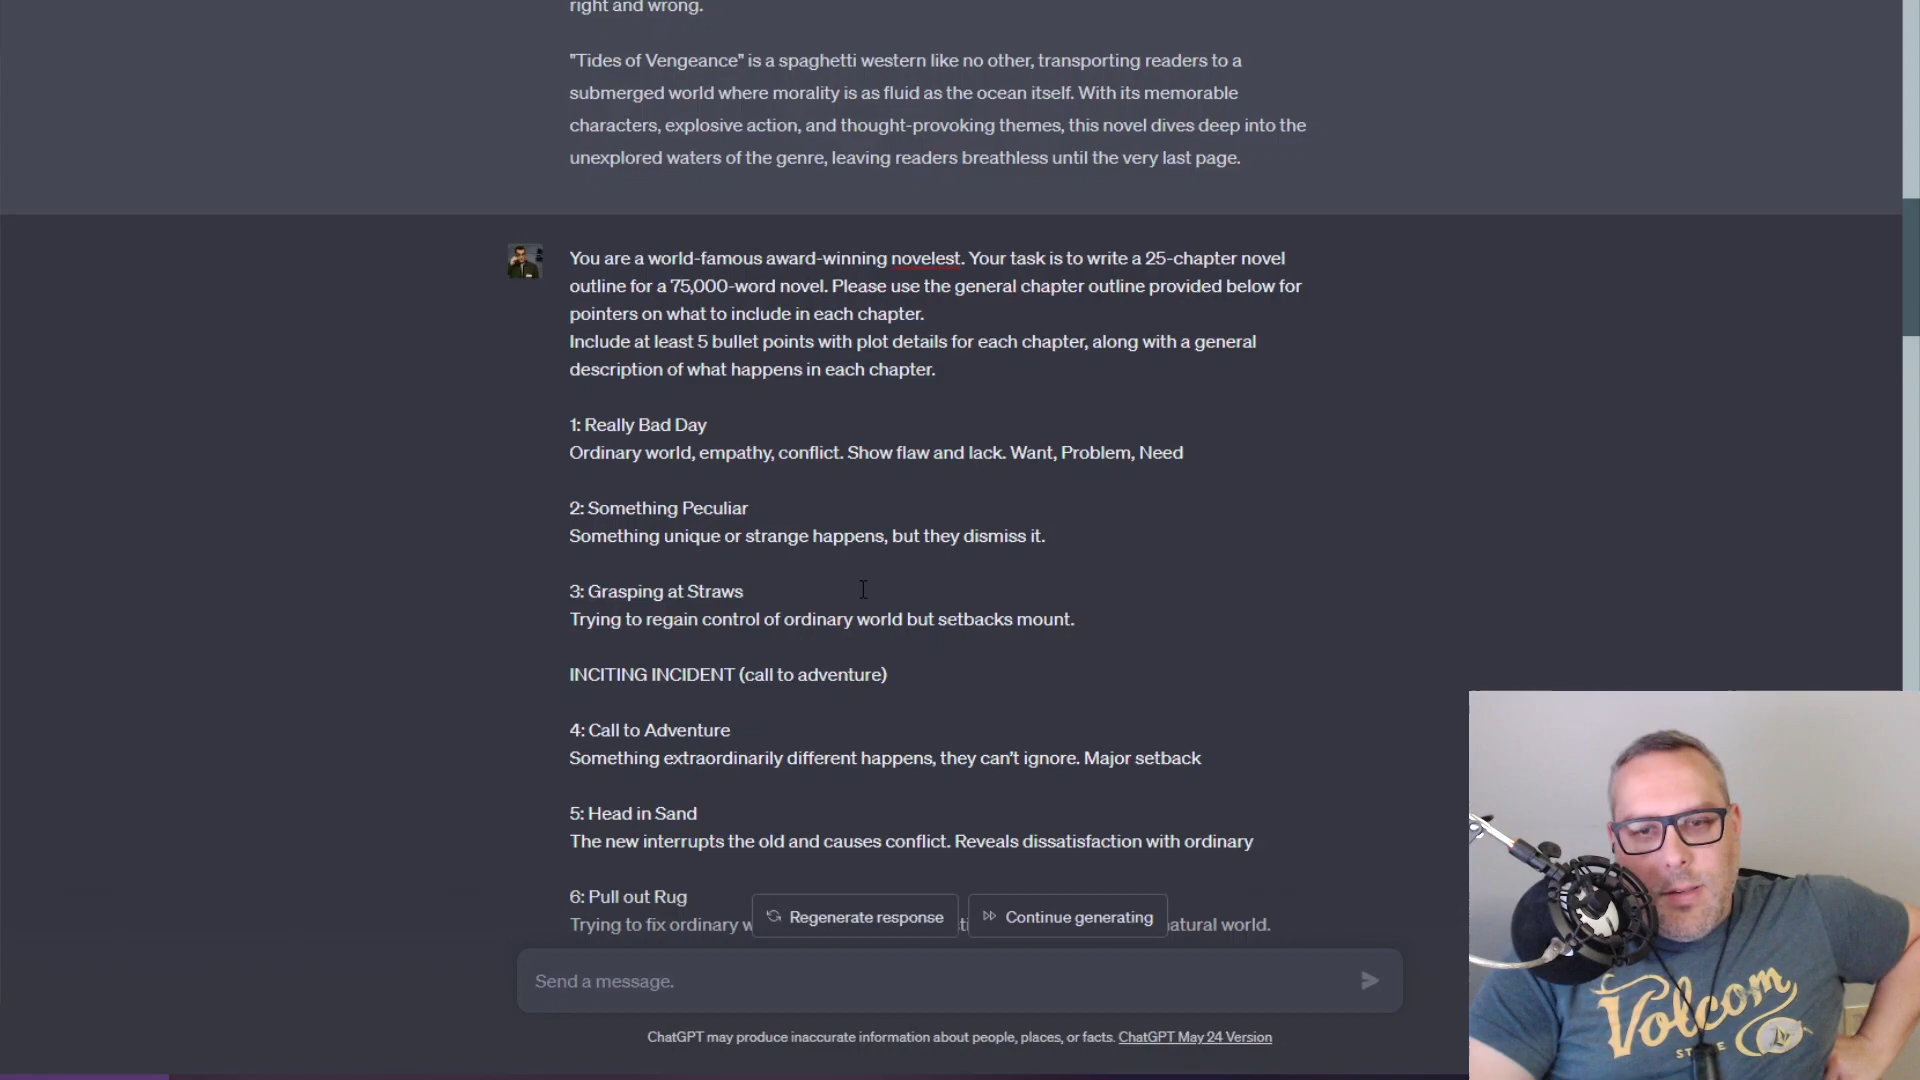 right and wrong.
"Tides of Vengeance" is a spaghetti western like no other, transporting readers to a
submerged world where morality is as fluid as the ocean itself. With its memorable
characters, explosive action, and thought-provoking themes, this novel dives deep into the
unexplored waters of the genre, leaving readers breathless until the very last page.
You are a world-famous award-winning novelest. Your task is to write a 25-chapter novel
outline for a 75,000-word novel. Please use the general chapter outline provided below for
pointers on what to include in each chapter.
Include at least 5 bullet points with plot details for each chapter, along with a general
description of what happens in each chapter.
1: Really Bad Day
Ordinary world, empathy, conflict. Show flaw and lack. Want, Problem, Need
2: Something Peculiar
Something unique or strange happens, but they dismiss it.
3: Grasping at Straws
Trying to regain control of ordinary world but setbacks mount.
INCITING INCIDENT (call to adventure)
4: Call to Adventure
Something extraordinarily different happens, they can't ignore. Major setback
5: Head in Sand
The new interrupts the old and causes conflict. Reveals dissatisfaction with ordinary
6: Pull out Rug
Trying to fix ordinary
natural world.
Regenerate response
Continue generating
Send a message.
ChatGPT may produce inaccurate information about people, places, or facts. ChatGPT May 24 Version
Volcom